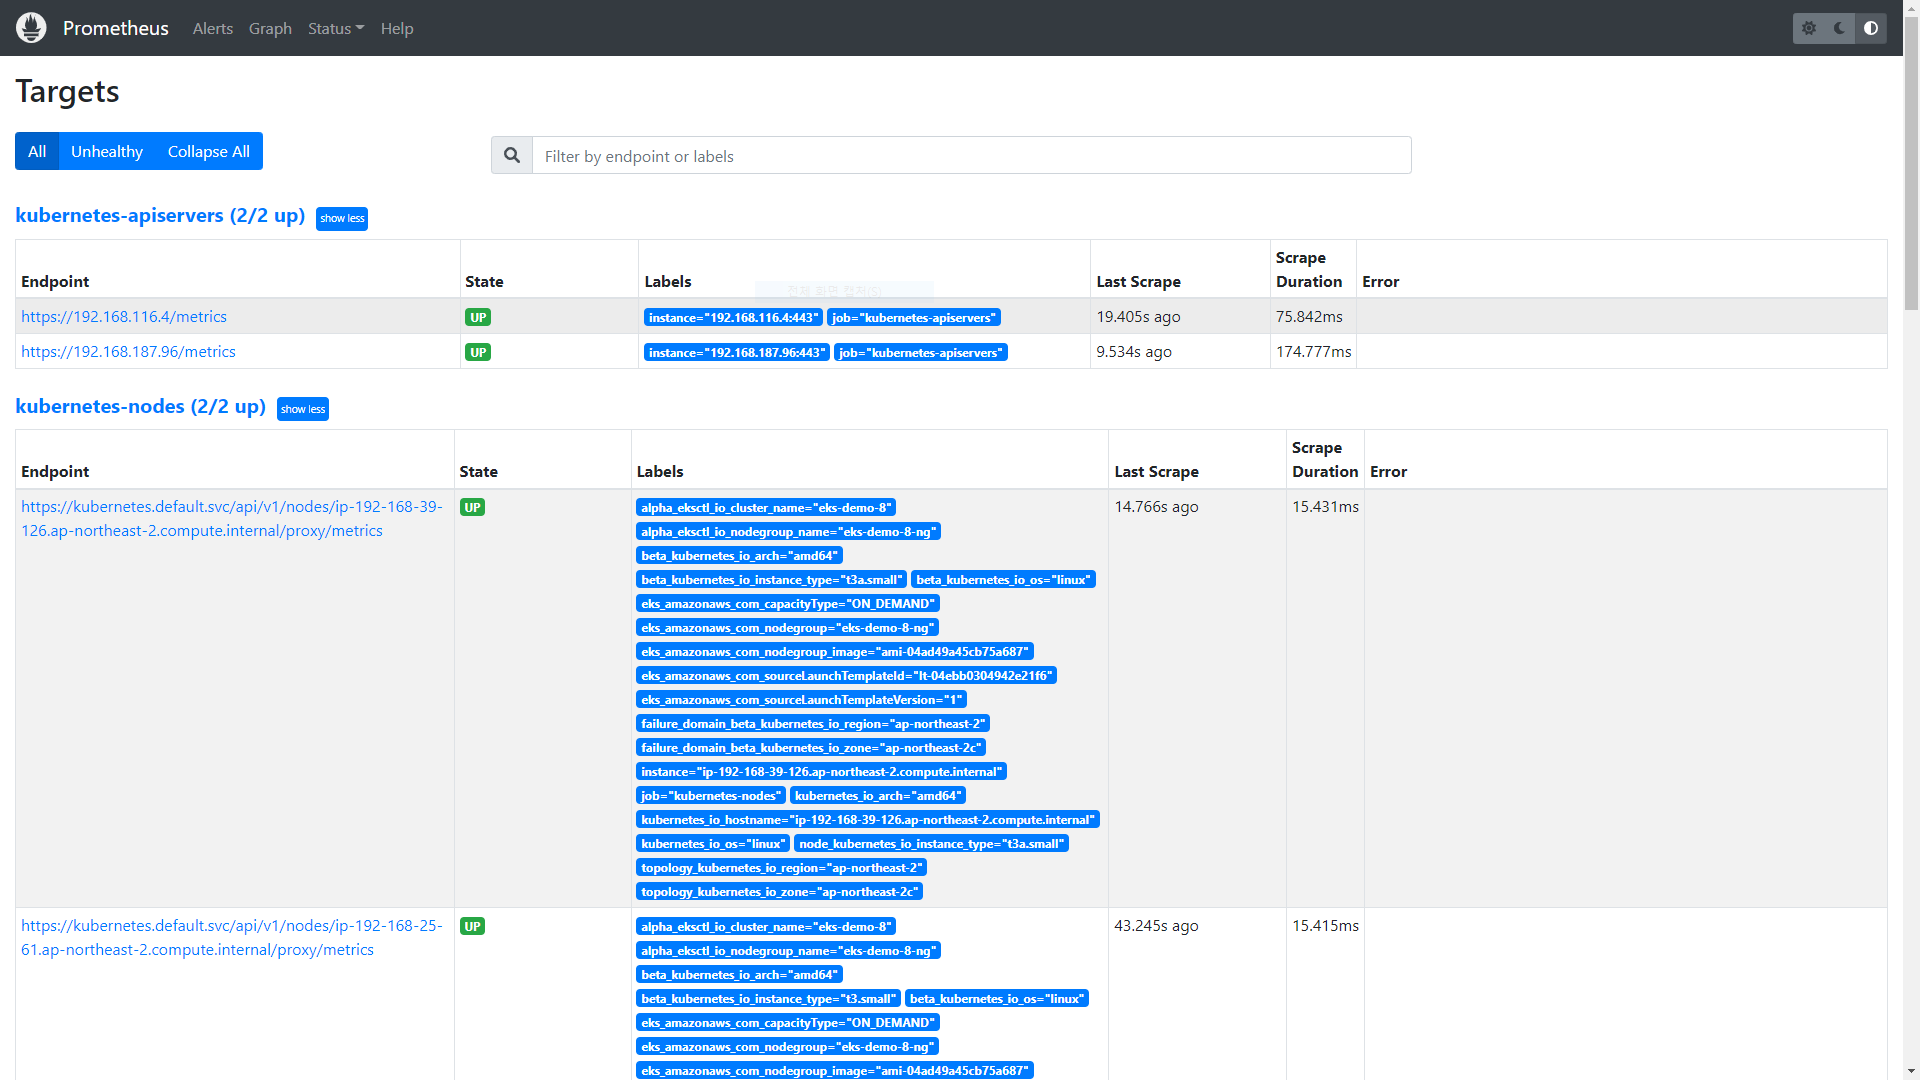 Prometheus Alerts Graph Status Help
Targets
All Unhealthy Collapse All
Filter by endpoint or labels
kubernetes-apiservers (2/2 up) show less
Endpoint State Labels Last Scrape Scrape Duration Error
전체 화면 캡처(S)
https://192.168.116.4/metrics UP instance="192.168.116.4:443" job="kubernetes-apiservers" 19.405s ago 75.842ms
https://192.168.187.96/metrics UP instance="192.168.187.96:443" job="kubernetes-apiservers" 9.534s ago 174.777ms
kubernetes-nodes (2/2 up) show less
Endpoint State Labels Last Scrape Scrape Duration Error
https://kubernetes.default.svc/api/v1/nodes/ip-192-168-39-
126.ap-northeast-2.compute.internal/proxy/metrics
UP
alpha_eksctl_io_cluster_name="eks-demo-8"
alpha_eksctl_io_nodegroup_name="eks-demo-8-ng"
beta_kubernetes_io_arch="amd64"
beta_kubernetes_io_instance_type="t3a.small" beta_kubernetes_io_os="linux"
eks_amazonaws_com_capacityType="ON_DEMAND"
eks_amazonaws_com_nodegroup="eks-demo-8-ng"
eks_amazonaws_com_nodegroup_image="ami-04ad49a45cb75a687"
eks_amazonaws_com_sourceLaunchTemplateId="lt-04ebb0304942e21f6"
eks_amazonaws_com_sourceLaunchTemplateVersion="1"
failure_domain_beta_kubernetes_io_region="ap-northeast-2"
failure_domain_beta_kubernetes_io_zone="ap-northeast-2c"
instance="ip-192-168-39-126.ap-northeast-2.compute.internal"
job="kubernetes-nodes" kubernetes_io_arch="amd64"
kubernetes_io_hostname="ip-192-168-39-126.ap-northeast-2.compute.internal"
kubernetes_io_os="linux" node_kubernetes_io_instance_type="t3a.small"
topology_kubernetes_io_region="ap-northeast-2"
topology_kubernetes_io_zone="ap-northeast-2c"
14.766s ago 15.431ms
https://kubernetes.default.svc/api/v1/nodes/ip-192-168-25-
61.ap-northeast-2.compute.internal/proxy/metrics
UP
alpha_eksctl_io_cluster_name="eks-demo-8"
alpha_eksctl_io_nodegroup_name="eks-demo-8-ng"
beta_kubernetes_io_arch="amd64"
beta_kubernetes_io_instance_type="t3.small" beta_kubernetes_io_os="linux"
eks_amazonaws_com_capacityType="ON_DEMAND"
eks_amazonaws_com_nodegroup="eks-demo-8-ng"
eks_amazonaws_com_nodegroup_image="ami-04ad49a45cb75a687"
43.245s ago 15.415ms